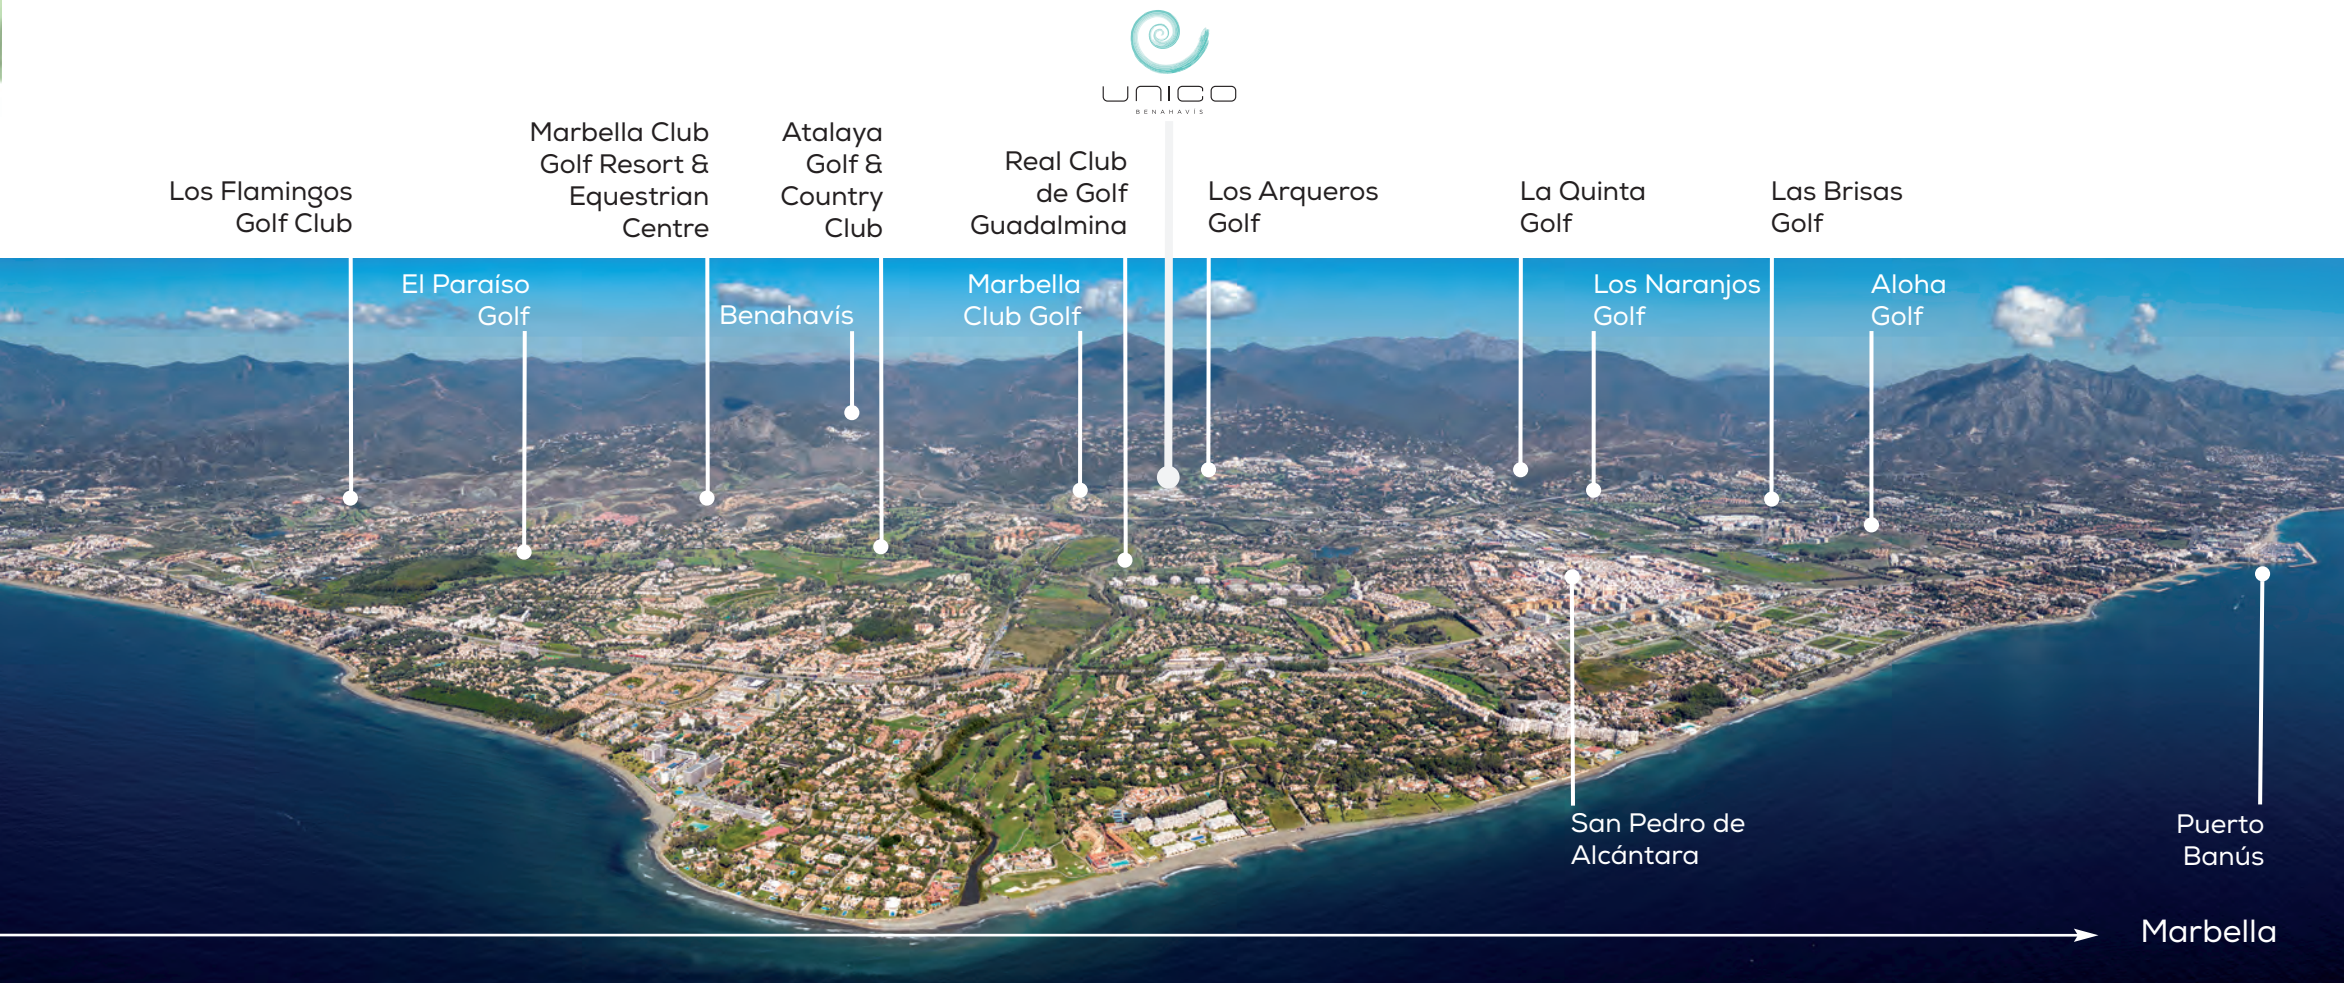 UNICO
BENAHAVÍS
Los Flamingos
Golf Club
Marbella Club
Golf Resort &
Equestrian
Centre
Atalaya
Golf &
Country
Club
Real Club
de Golf
Guadalmina
Los Arqueros
Golf
La Quinta
Golf
Las Brisas
Golf
El Paraíso
Golf
Benahavís
Marbella
Club Golf
Los Naranjos
Golf
Aloha
Golf
San Pedro de
Alcántara
Puerto
Banús
Marbella